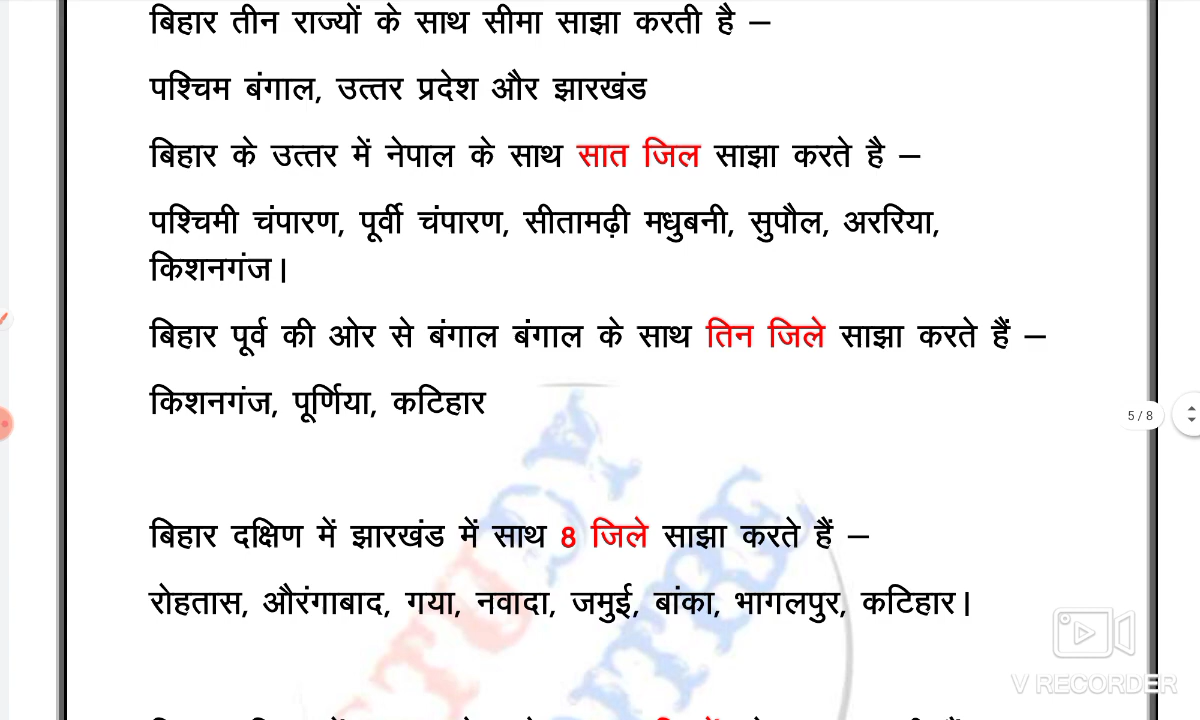 बिहार तीन राज्यों के साथ सीमा साझा करती है –
पश्चिम बंगाल, उत्तर प्रदेश और झारखंड
बिहार के उत्तर में नेपाल के साथ सात जिल साझा करते है –
पश्चिमी चंपारण, पूर्वी चंपारण, सीतामढ़ी मधुबनी, सुपौल, अररिया,
किशनगंज।
बिहार पूर्व की ओर से बंगाल बंगाल के साथ तिन जिले साझा करते हैं –
किशनगंज, पूर्णिया, कटिहार
5 / 8
बिहार दक्षिण में झारखंड में साथ 8 जिले साझा करते हैं –
रोहतास, औरंगाबाद, गया, नवादा, जमुई, बांका, भागलपुर, कटिहार।
V RECORDER